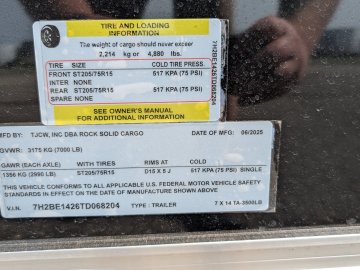 TIRE AND LOADING
INFORMATION
The weight of cargo should never exceed
2,214 kg or 4,880 lbs.
TIRE SIZE COLD TIRE PRESS.
FRONT ST205/75R15 517 KPA (75 PSI)
INTER NONE
REAR ST205/75R15 517 KPA (75 PSI)
SPARE NONE
SEE OWNER'S MANUAL
FOR ADDITIONAL INFORMATION
7H2BE1426TD068204
MFD BY: TJCW, INC DBA ROCK SOLID CARGO DATE OF MFG: 06/2025
GVWR: 3175 KG (7000 LB)
GAWR (EACH AXLE) WITH TIRES RIMS AT COLD
1356 KG (2990 LB) ST205/75R15 D15 X 5 J 517 KPA (75 PSI) SINGLE
THIS VEHICLE CONFORMS TO ALL APPLICABLE U.S. FEDERAL MOTOR VEHICLE SAFETY
STANDARDS IN EFFECT ON THE DATE OF MANUFACTURE SHOWN ABOVE
V.I.N. 7H2BE1426TD068204 TYPE : TRAILER 7 X 14 TA-3500LB